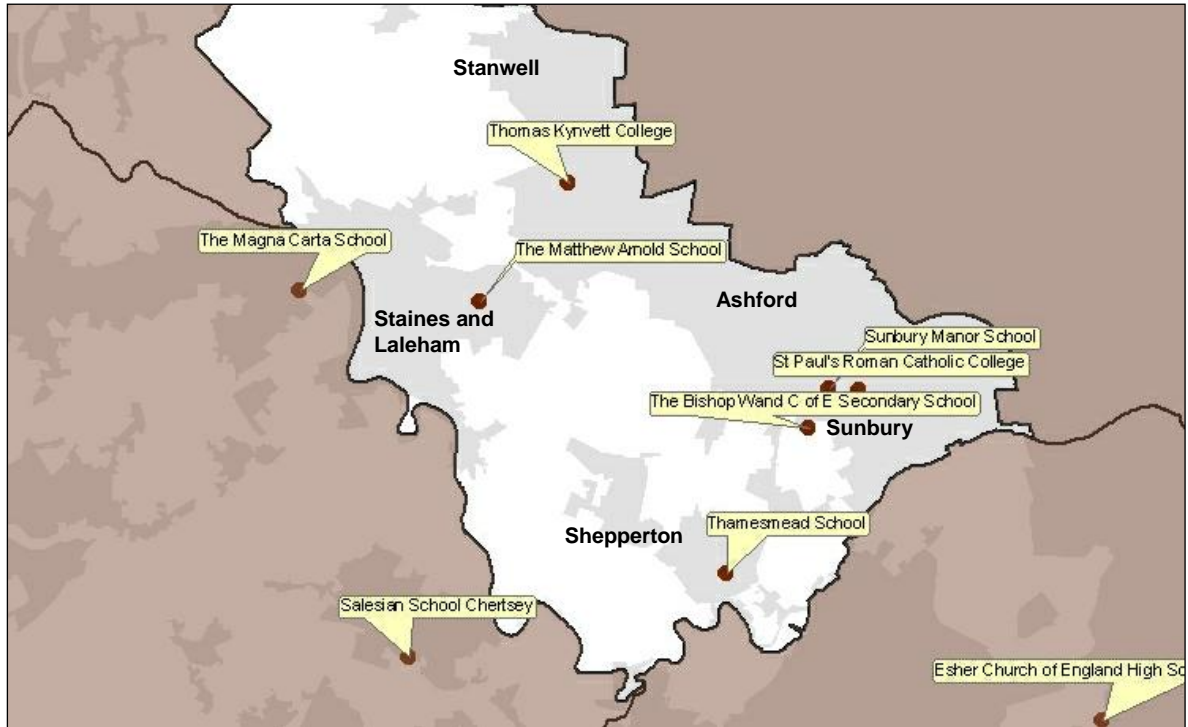 Stanwell
Thomas Kynvett College
The Magna Carta School
The Matthew Arnold School
Ashford
Staines and
Laleham
Sunbury Manor School
St Paul's Roman Catholic College
The Bishop Wand C of E Secondary School
Sunbury
Thamesmead School
Shepperton
Salesian School Chertsey
Esher Church of England High Sc